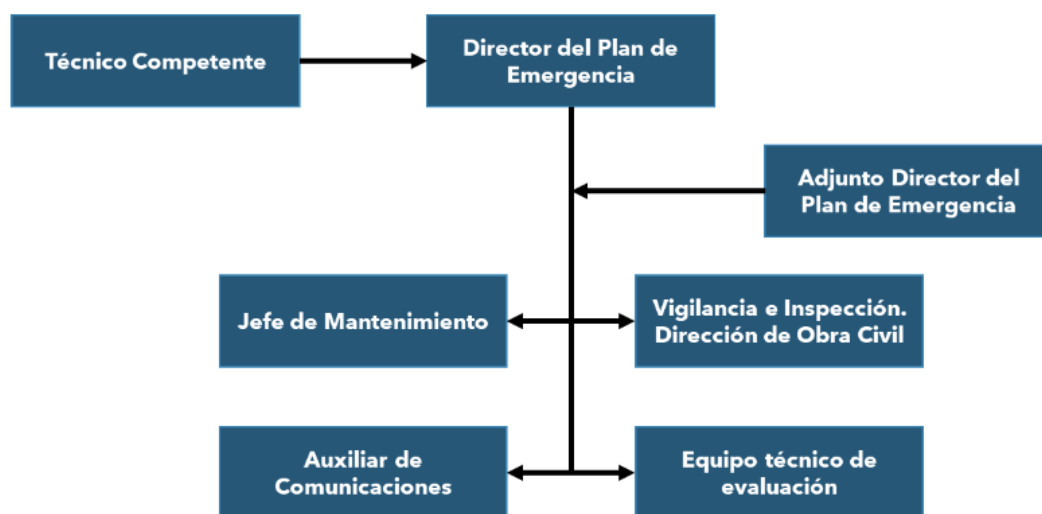 Técnico Competente
Director del Plan de
Emergencia
Adjunto Director del
Plan de Emergencia
Jefe de Mantenimiento
Vigilancia e Inspección.
Dirección de Obra Civil
Auxiliar de
Comunicaciones
Equipo técnico de
evaluación